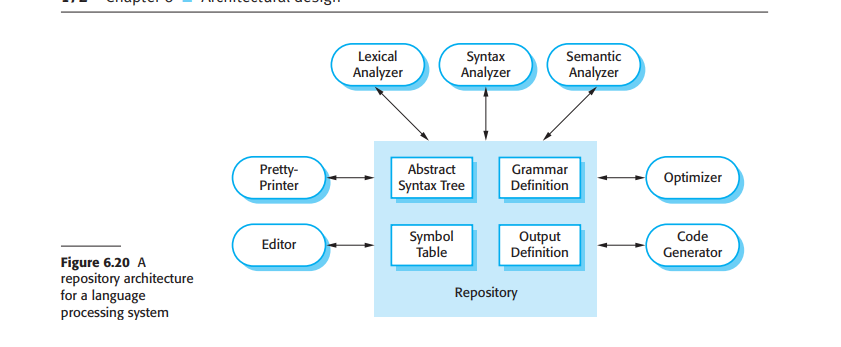 Lexical
Analyzer
Syntax
Analyzer
Semantic
Analyzer
Pretty-
Printer
Abstract
Syntax Tree
Grammar
Definition
Optimizer
Editor
Symbol
Table
Output
Definition
Code
Generator
Repository
Figure 6.20 A
repository architecture
for a language
processing system